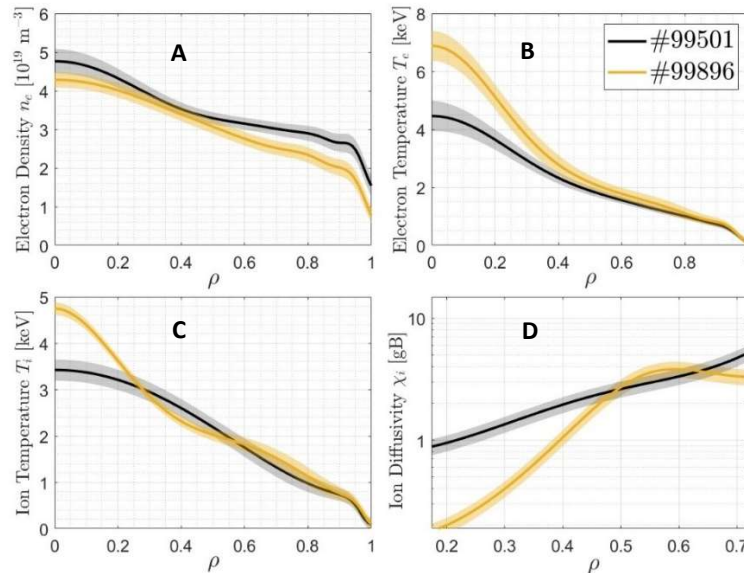 Electron Density n_e [10^19 m^-3]
A
6
5
4
3
2
1
0
0 0.2 0.4 0.6 0.8 1
ρ
Electron Temperature T_e [keV]
B
#99501
#99896
8
6
4
2
0
0 0.2 0.4 0.6 0.8
ρ
Ion Temperature T_i [keV]
C
5
4
3
2
1
0
0 0.2 0.4 0.6 0.8 1
ρ
Ion Diffusivity χ_i [gB]
D
10
1
0.2 0.3 0.4 0.5 0.6 0.7
ρ